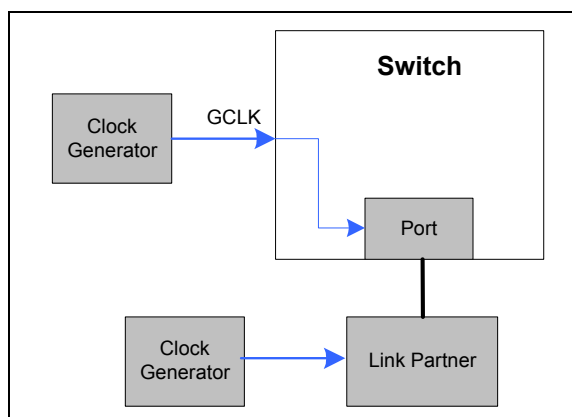 Switch
Clock
Generator
GCLK
Port
Clock
Generator
Link Partner